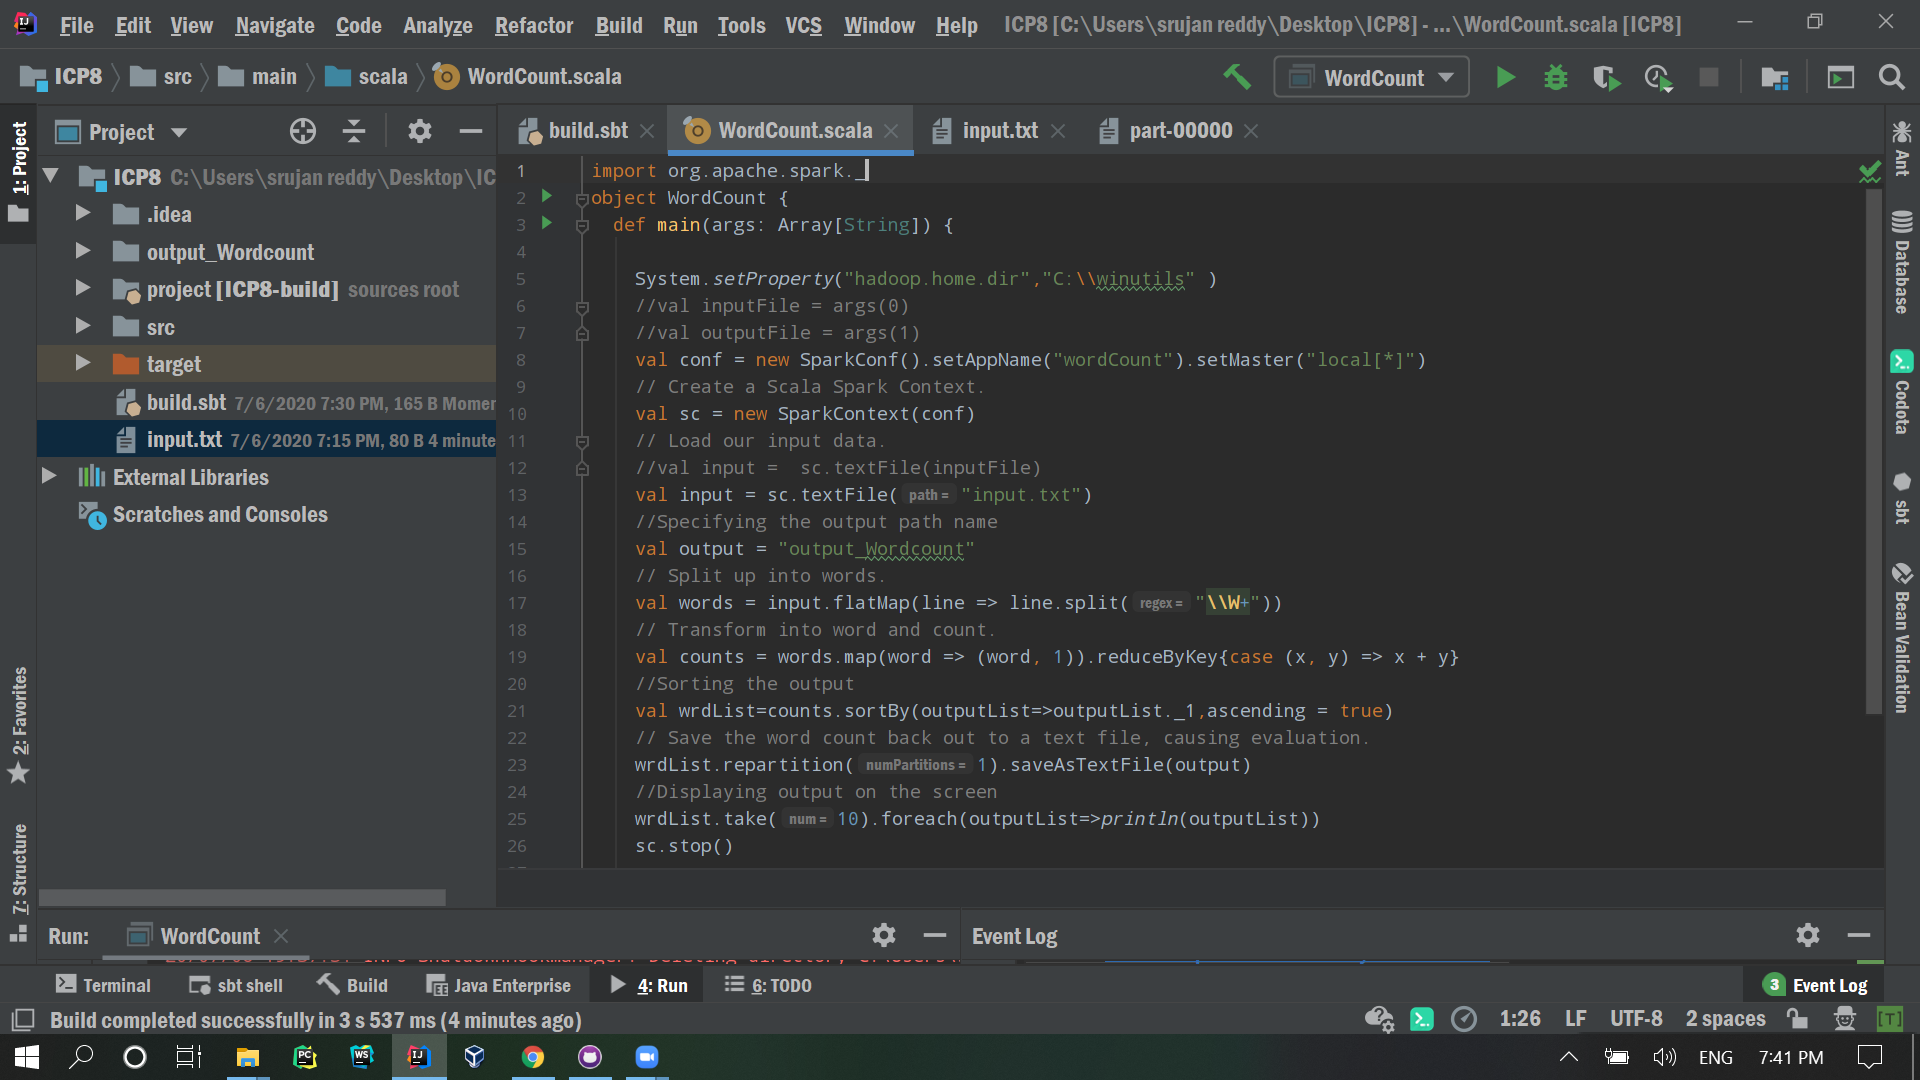 File Edit View Navigate Code Analyze Refactor Build Run Tools VCS Window Help ICP8 [C:\Users\srujan reddy\Desktop\ICP8] - ...\WordCount.scala [ICP8]
ICP8 src main scala WordCount.scala WordCount
1: Project
Project
build.sbt WordCount.scala input.txt part-00000
ICP8 C:\Users\srujan reddy\Desktop\IC
.idea
output_Wordcount
project [ICP8-build] sources root
src
target
build.sbt 7/6/2020 7:30 PM, 165 B Momen
input.txt 7/6/2020 7:15 PM, 80 B 4 minute
External Libraries
Scratches and Consoles
2: Favorites
7: Structure
1 import org.apache.spark._
2 object WordCount {
3 def main(args: Array[String]) {
4
5 System.setProperty("hadoop.home.dir","C:\\winutils" )
6 //val inputFile = args(0)
7 //val outputFile = args(1)
8 val conf = new SparkConf().setAppName("wordCount").setMaster("local[*]")
9 // Create a Scala Spark Context.
10 val sc = new SparkContext(conf)
11 // Load our input data.
12 //val input =  sc.textFile(inputFile)
13 val input = sc.textFile( path = "input.txt")
14 //Specifying the output path name
15 val output = "output_Wordcount"
16 // Split up into words.
17 val words = input.flatMap(line => line.split( regex = "\\W+"))
18 // Transform into word and count.
19 val counts = words.map(word => (word, 1)).reduceByKey{case (x, y) => x + y}
20 //Sorting the output
21 val wrdList=counts.sortBy(outputList=>outputList._1,ascending = true)
22 // Save the word count back out to a text file, causing evaluation.
23 wrdList.repartition( numPartitions = 1).saveAsTextFile(output)
24 //Displaying output on the screen
25 wrdList.take( num = 10).foreach(outputList=>println(outputList))
26 sc.stop()
Ant
Database
Codota
sbt
Bean Validation
Run: WordCount
Event Log
Terminal sbt shell Build Java Enterprise 4: Run 6: TODO 3 Event Log
Build completed successfully in 3 s 537 ms (4 minutes ago) 1:26 LF UTF-8 2 spaces [T]
PC WS IJ ENG 7:41 PM